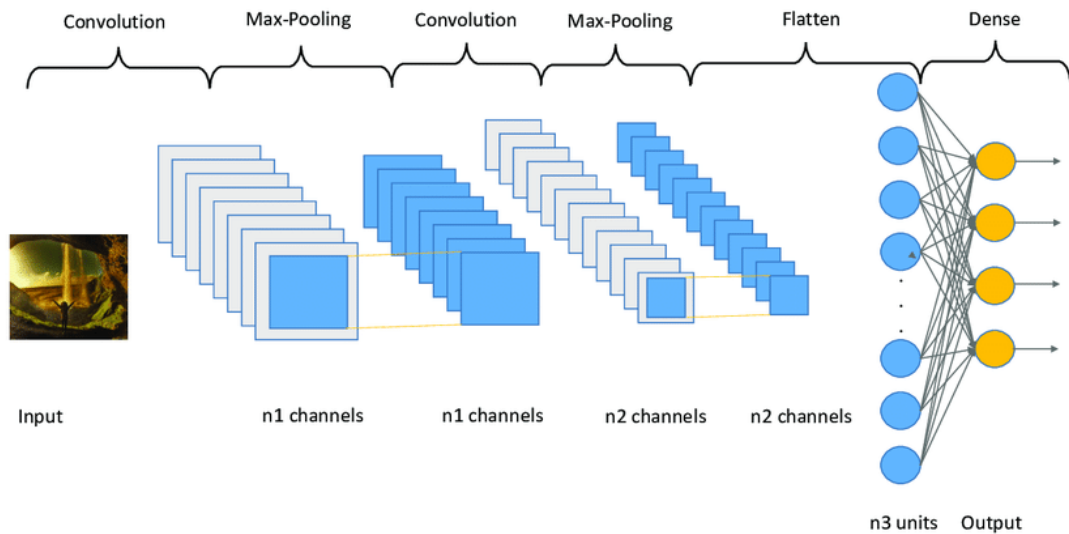 Convolution
Max-Pooling
Convolution
Max-Pooling
Flatten
Dense
Input
n1 channels
n1 channels
n2 channels
n2 channels
n3 units
Output